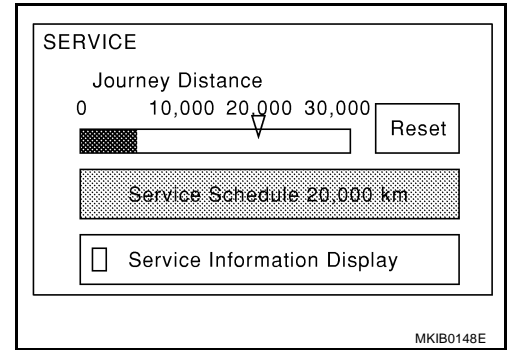 SERVICE
Journey Distance
0 10,000 20,000 30,000
Reset
Service Schedule 20,000 km
Service Information Display
MKIB0148E